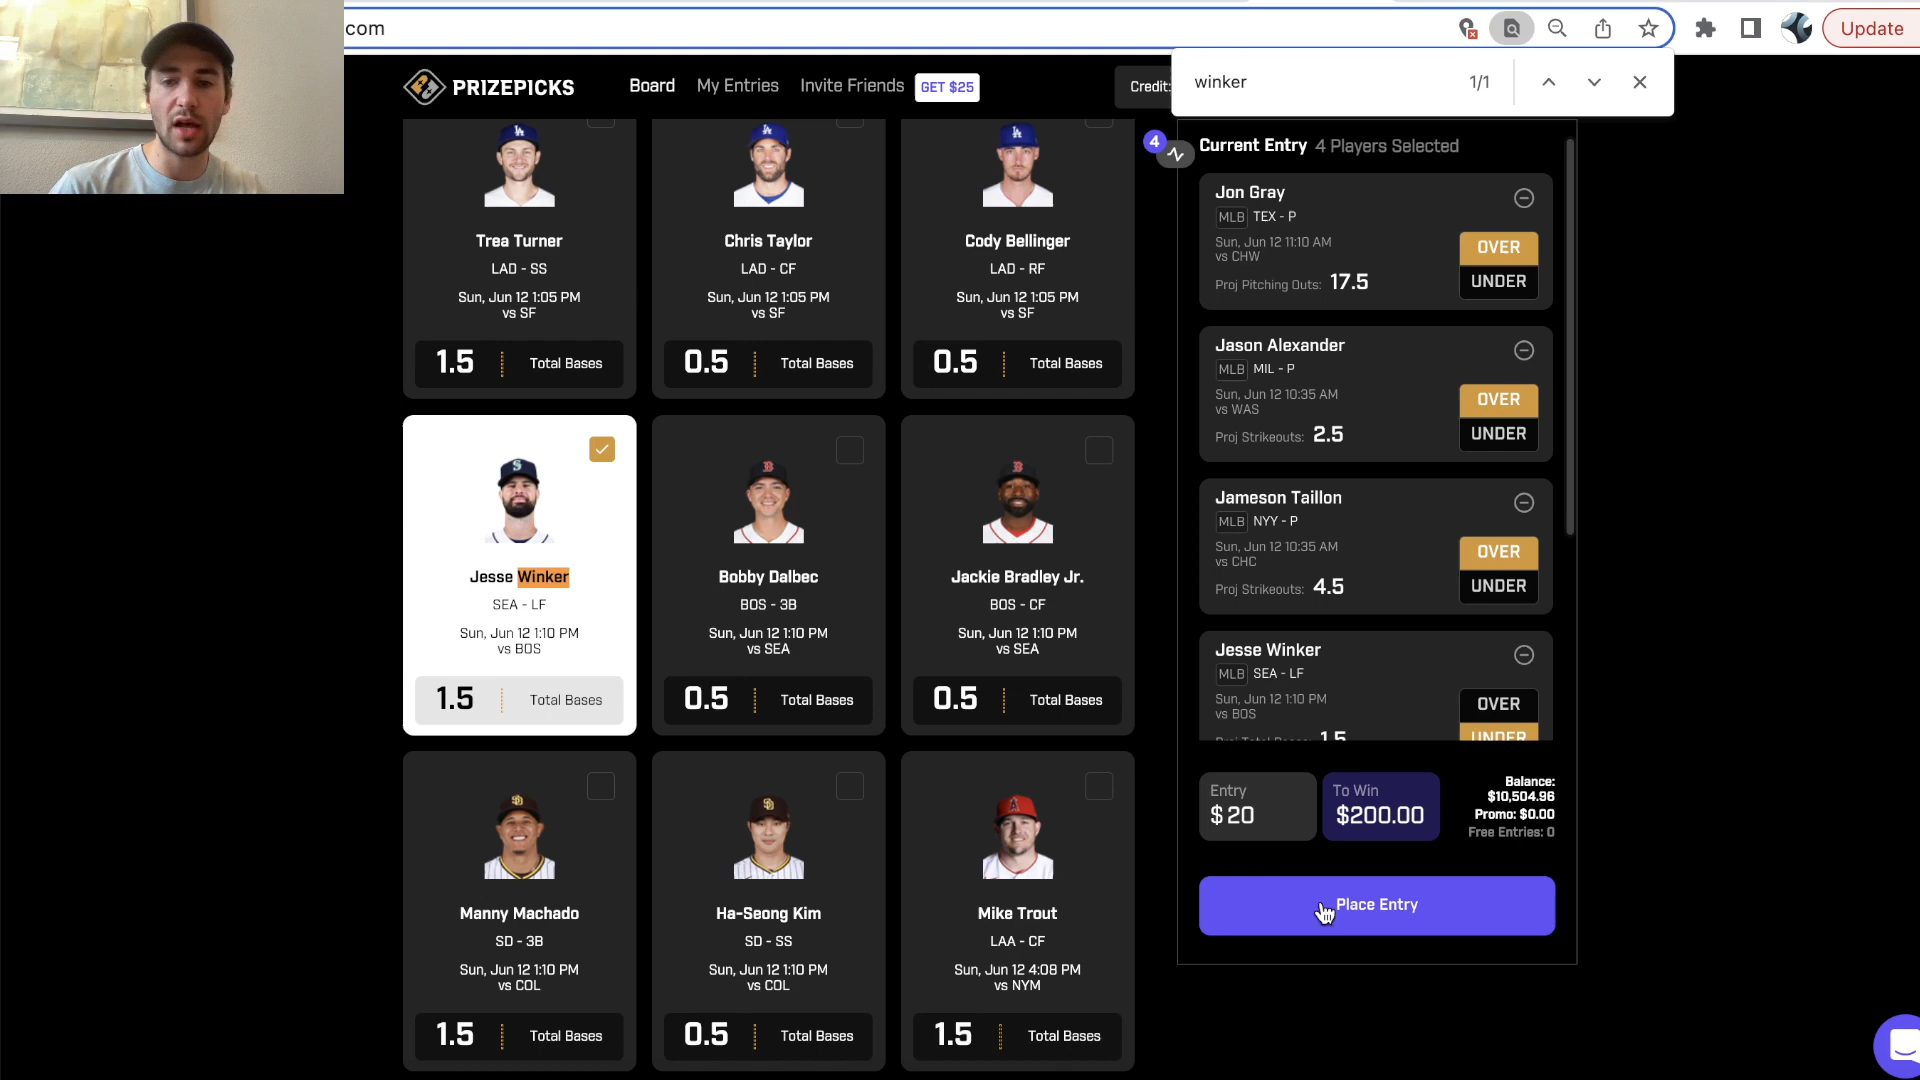 com
Update
winker
1/1
PRIZEPICKS
Board
My Entries
Invite Friends
GET $25
Credit:
Trea Turner
LAD - SS
Sun, Jun 12 1:05 PM
vs SF
1.5
Total Bases
Chris Taylor
LAD - CF
Sun, Jun 12 1:05 PM
vs SF
0.5
Total Bases
Cody Bellinger
LAD - RF
Sun, Jun 12 1:05 PM
vs SF
0.5
Total Bases
Jesse Winker
SEA - LF
Sun, Jun 12 1:10 PM
vs BOS
1.5
Total Bases
Bobby Dalbec
BOS - 3B
Sun, Jun 12 1:10 PM
vs SEA
0.5
Total Bases
Jackie Bradley Jr.
BOS - CF
Sun, Jun 12 1:10 PM
vs SEA
0.5
Total Bases
Manny Machado
SD - 3B
Sun, Jun 12 1:10 PM
vs COL
1.5
Total Bases
Ha-Seong Kim
SD - SS
Sun, Jun 12 1:10 PM
vs COL
0.5
Total Bases
Mike Trout
LAA - CF
Sun, Jun 12 4:08 PM
vs NYM
1.5
Total Bases
4
Current Entry 4 Players Selected
Jon Gray
MLB TEX - P
Sun, Jun 12 11:10 AM
vs CHW
Proj Pitching Outs: 17.5
OVER
UNDER
Jason Alexander
MLB MIL - P
Sun, Jun 12 10:35 AM
vs WAS
Proj Strikeouts: 2.5
OVER
UNDER
Jameson Taillon
MLB NYY - P
Sun, Jun 12 10:35 AM
vs CHC
Proj Strikeouts: 4.5
OVER
UNDER
Jesse Winker
MLB SEA - LF
Sun, Jun 12 1:10 PM
vs BOS
Proj Total Bases: 1.5
OVER
UNDER
Entry
$ 20
To Win
$200.00
Balance:
$10,504.96
Promo: $0.00
Free Entries: 0
Place Entry